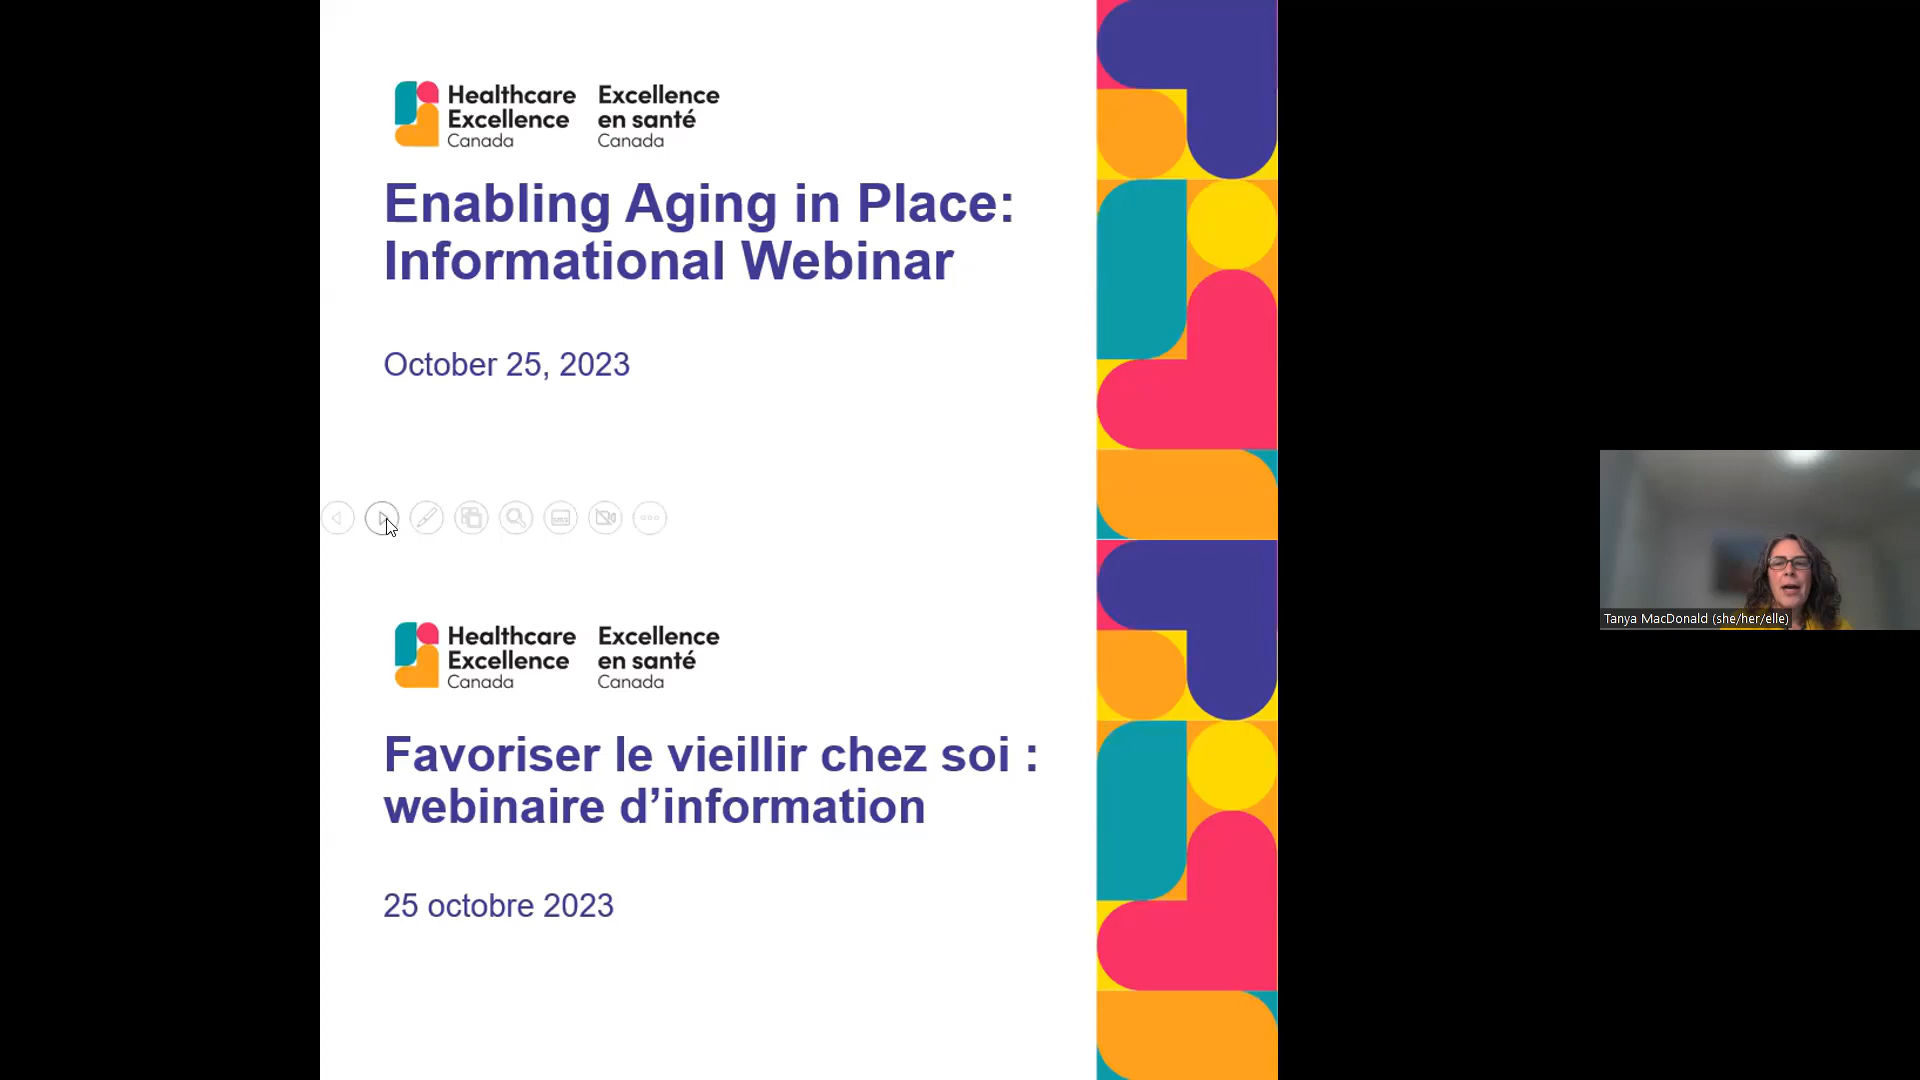 Healthcare Excellence
Excellence en santé
Canada Canada
Enabling Aging in Place:
Informational Webinar
October 25, 2023
Healthcare Excellence
Excellence en santé
Canada Canada
Favoriser le vieillir chez soi :
webinaire d’information
25 octobre 2023
Tanya MacDonald (she/her/elle)